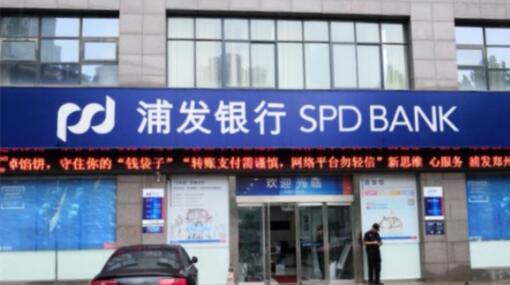 浦发银行 SPD BANK
馅饼，守住你的“钱袋子”“转账支付需谨慎，网络平台勿轻信”新思维 心服务 浦发郑州
欢迎光临